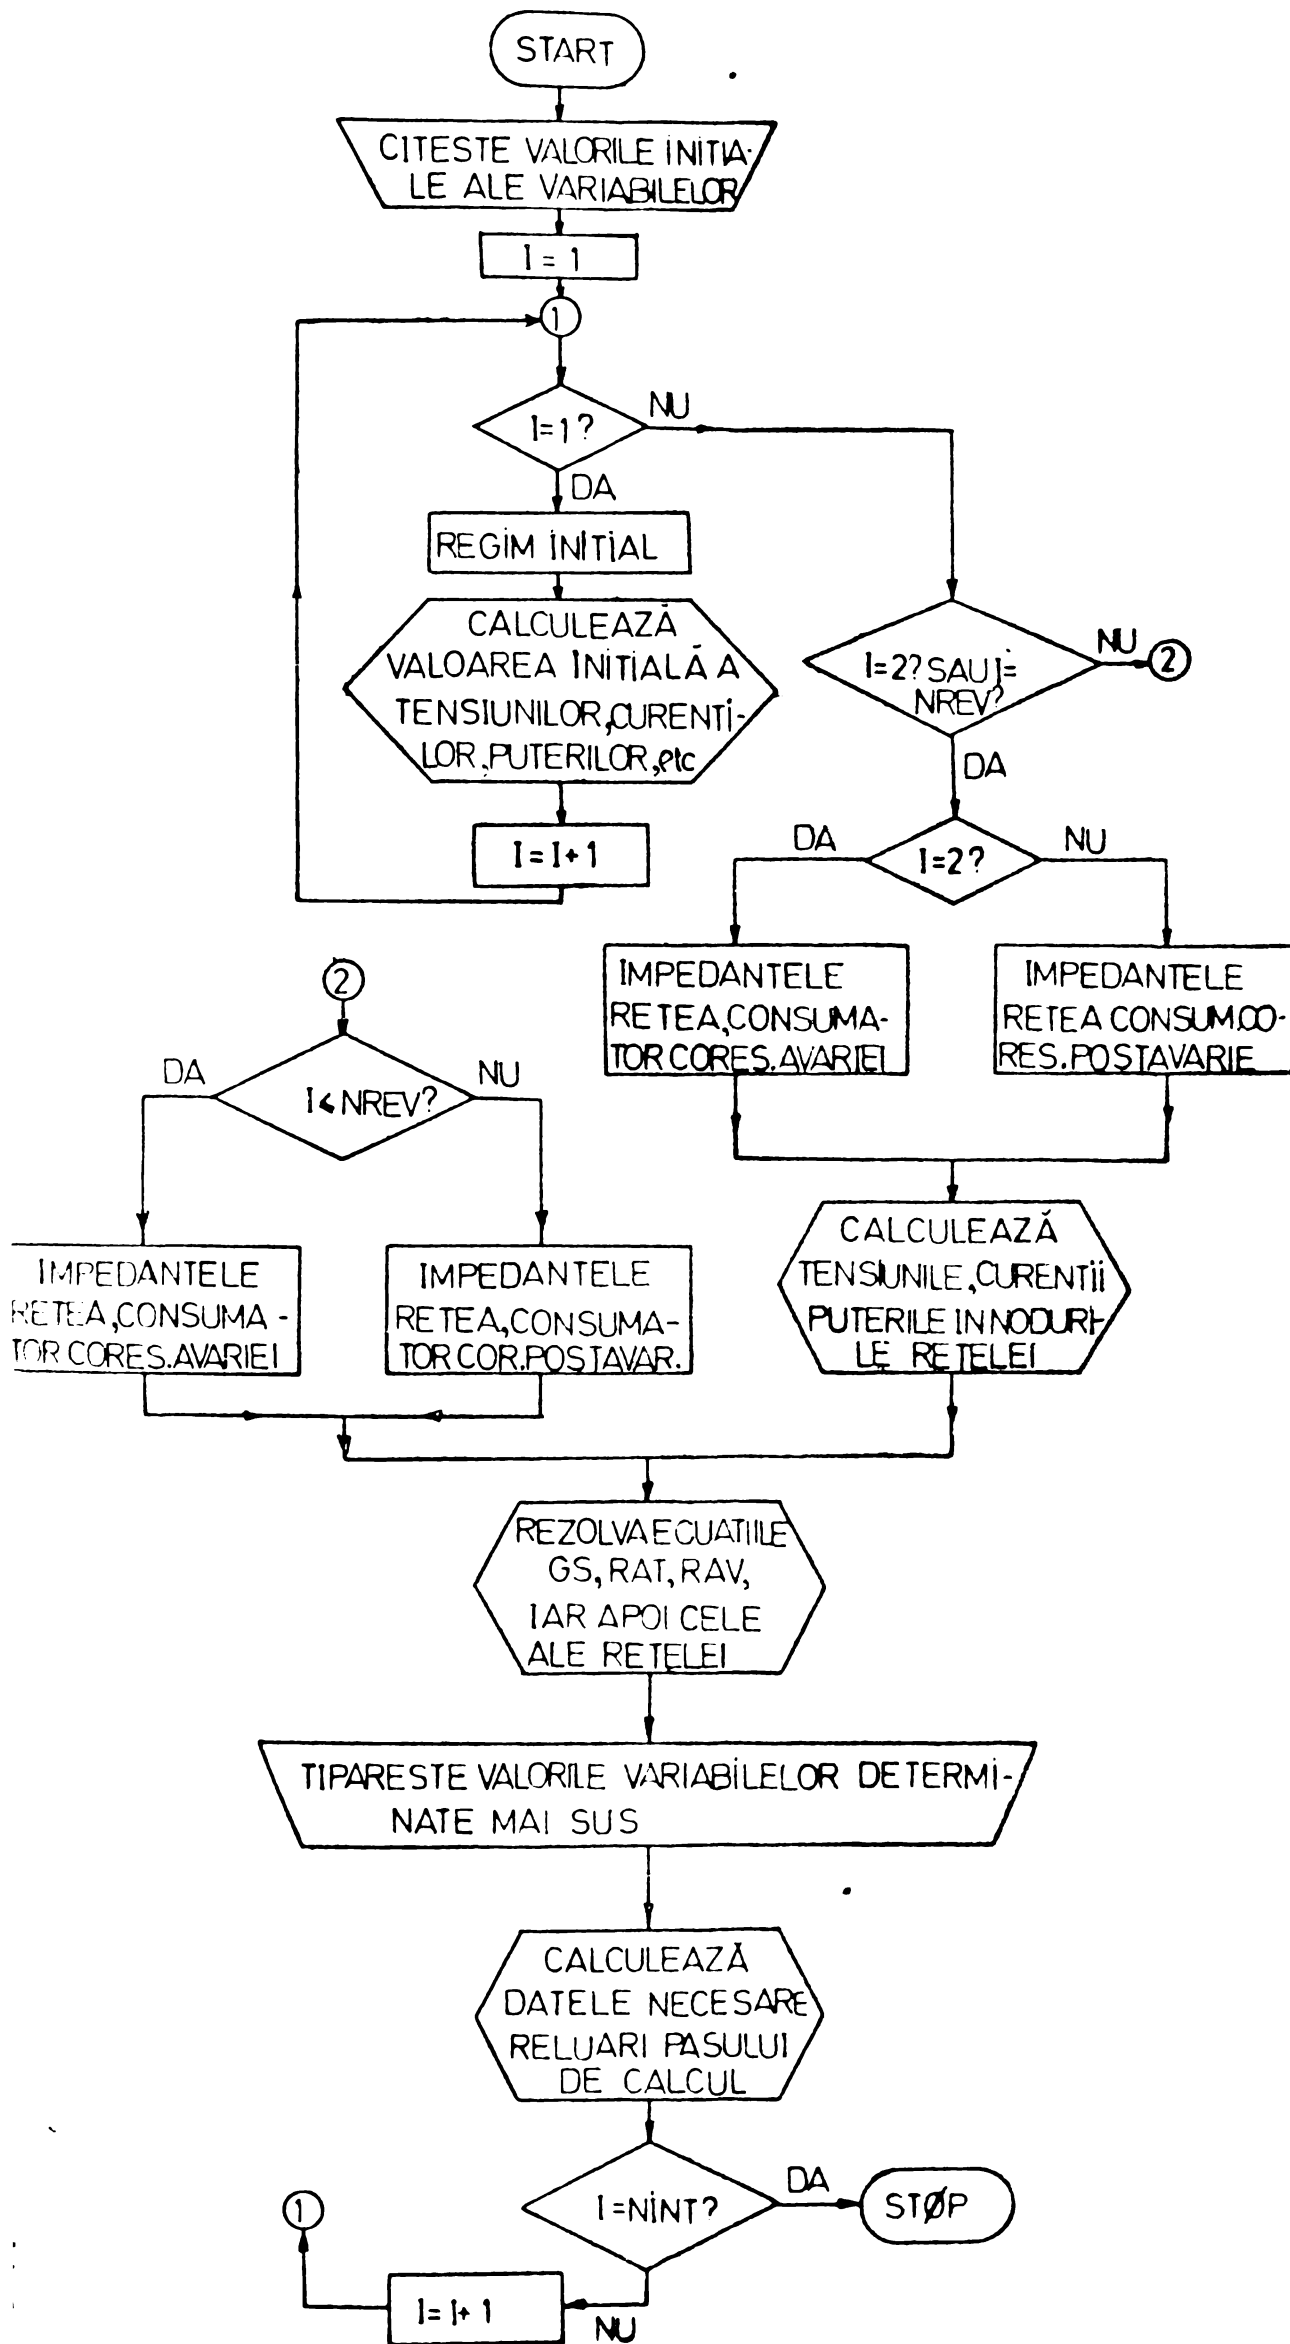 START
CITESTE VALORILE INITIA-
LE ALE VARIABILELOR
I = 1
1
I=1?
NU
DA
REGIM INITIAL
CALCULEAZĂ
VALOAREA INITIALĂ A
TENSIUNILOR,CURENTI-
LOR,PUTERILOR,etc
I = I + 1
I=2? SAU I=
NREV?
NU
2
DA
I=2?
DA
NU
IMPEDANTELE
RETEA,CONSUMA-
TOR CORES.AVARIEI
IMPEDANTELE
RETEA CONSUM.CO-
RES.POSTAVARIE
2
I≤NREV?
DA
NU
IMPEDANTELE
RETEA,CONSUMA-
TOR CORES.AVARIEI
IMPEDANTELE
RETEA,CONSUMA-
TOR COR.POSTAVAR.
CALCULEAZĂ
TENSIUNILE,CURENTII
PUTERILE IN NODURI-
LE REȚELEI
REZOLVA ECUATIILE
GS, RAT, RAV,
IAR APOI CELE
ALE REȚELEI
TIPARESTE VALORILE VARIABILELOR DETERMI-
NATE MAI SUS
CALCULEAZĂ
DATELE NECESARE
RELUARI PASULUI
DE CALCUL
I=NINT?
DA
STØP
1
I= I+ 1
NU